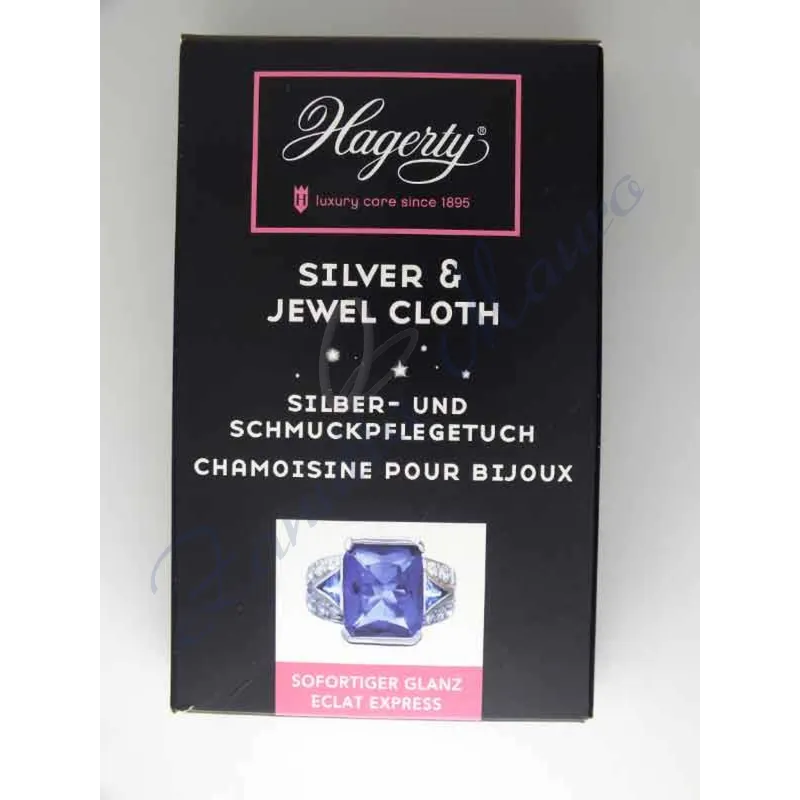 Hagerty®
H luxury care since 1895
SILVER &
JEWEL CLOTH
SILBER- UND
SCHMUCKPFLEGETUCH
CHAMOISINE POUR BIJOUX
SOFORTIGER GLANZ
ECLAT EXPRESS